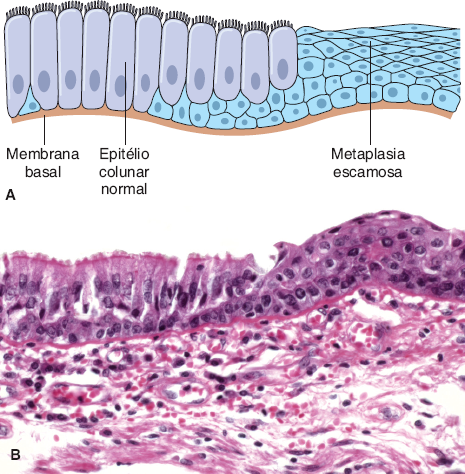 Membrana
basal
Epitélio
colunar
normal
Metaplasia
escamosa
A
B